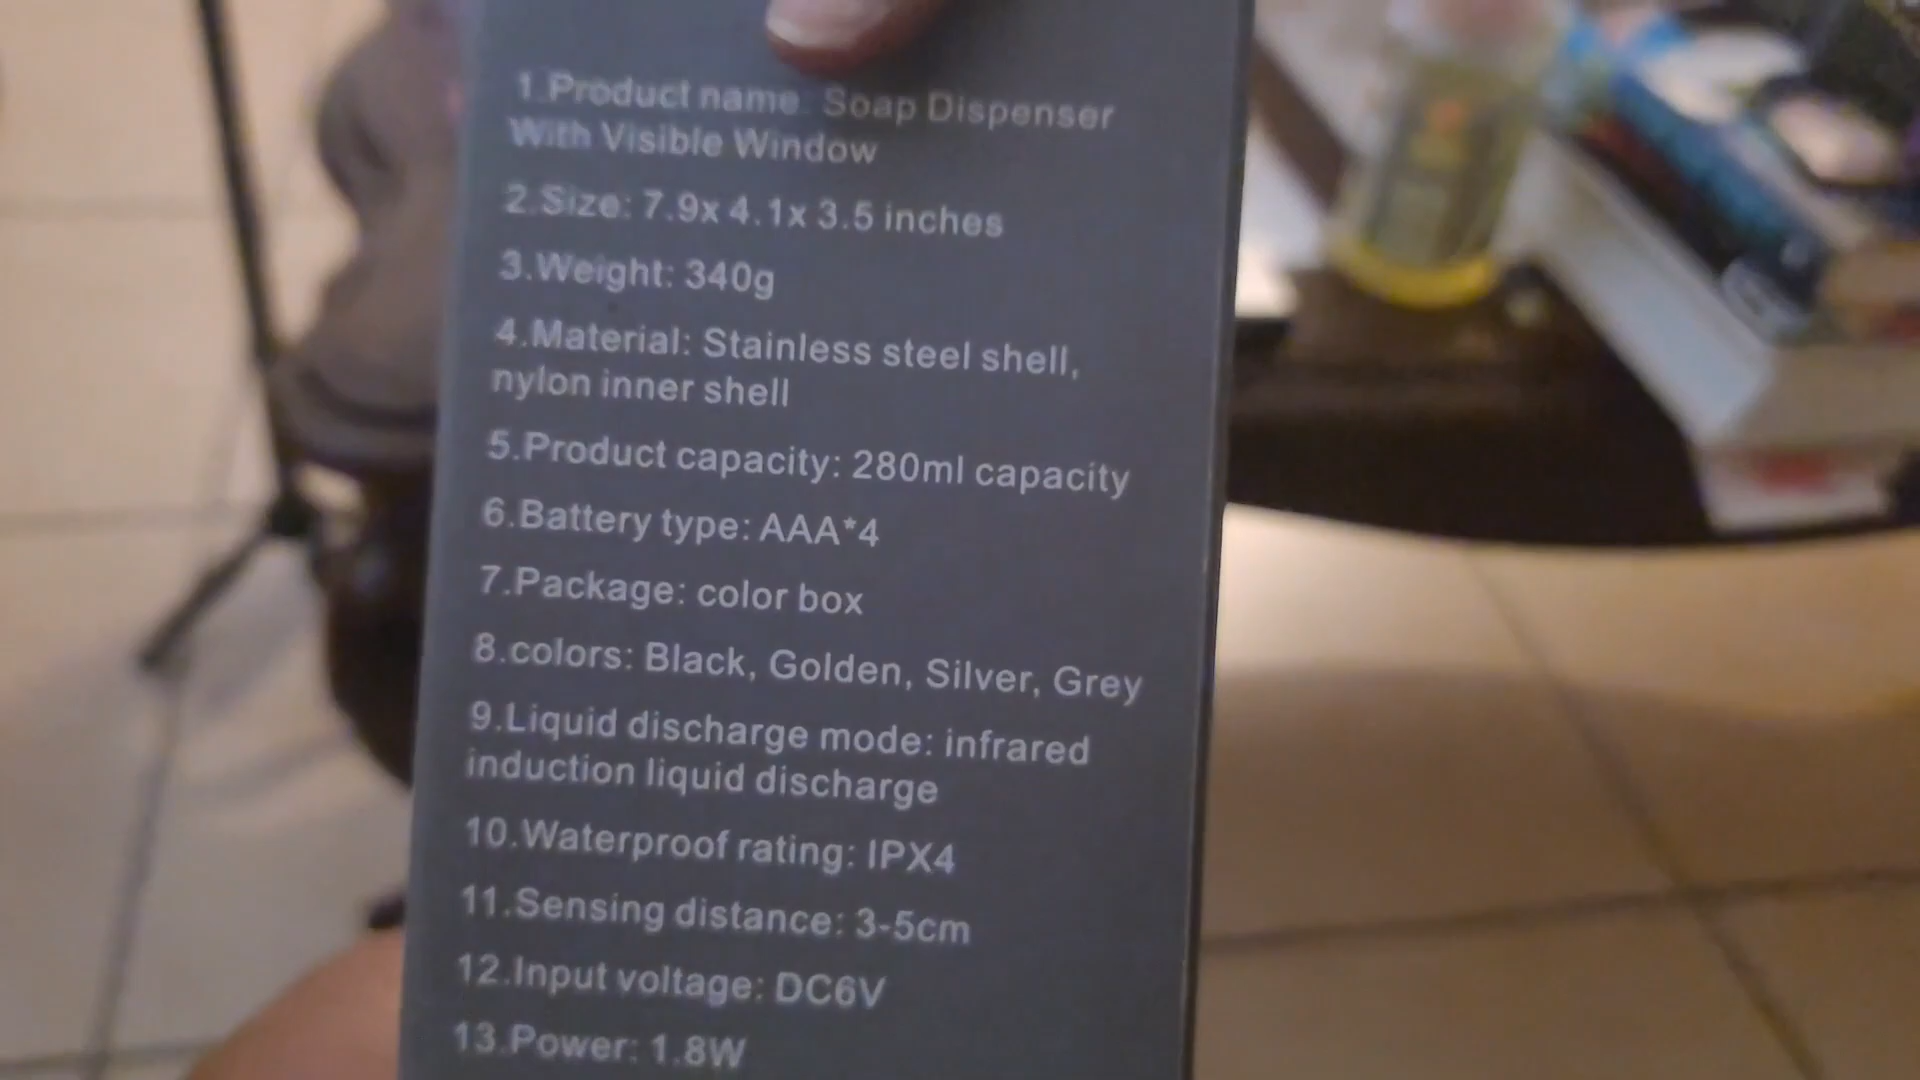 1.Product name: Soap Dispenser
With Visible Window
2.Size: 7.9x 4.1x 3.5 inches
3.Weight: 340g
4.Material: Stainless steel shell,
nylon inner shell
5.Product capacity: 280ml capacity
6.Battery type: AAA*4
7.Package: color box
8.colors: Black, Golden, Silver, Grey
9.Liquid discharge mode: infrared
induction liquid discharge
10.Waterproof rating: IPX4
11.Sensing distance: 3-5cm
12.Input voltage: DC6V
13.Power: 1.8W